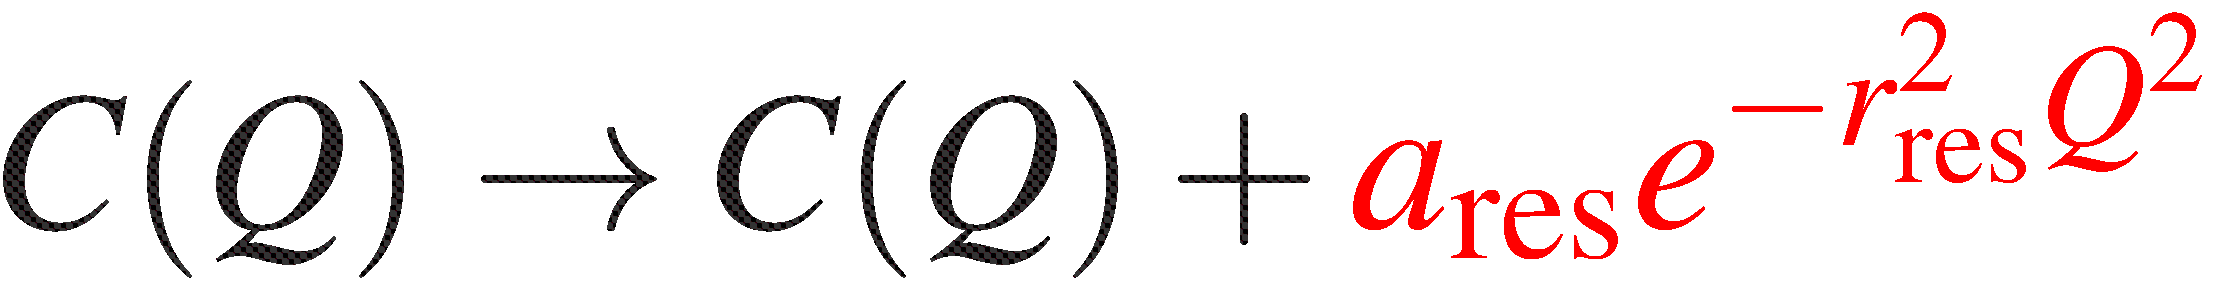 C(Q) → C(Q) + a_res e^{−r_res^2 Q^2}